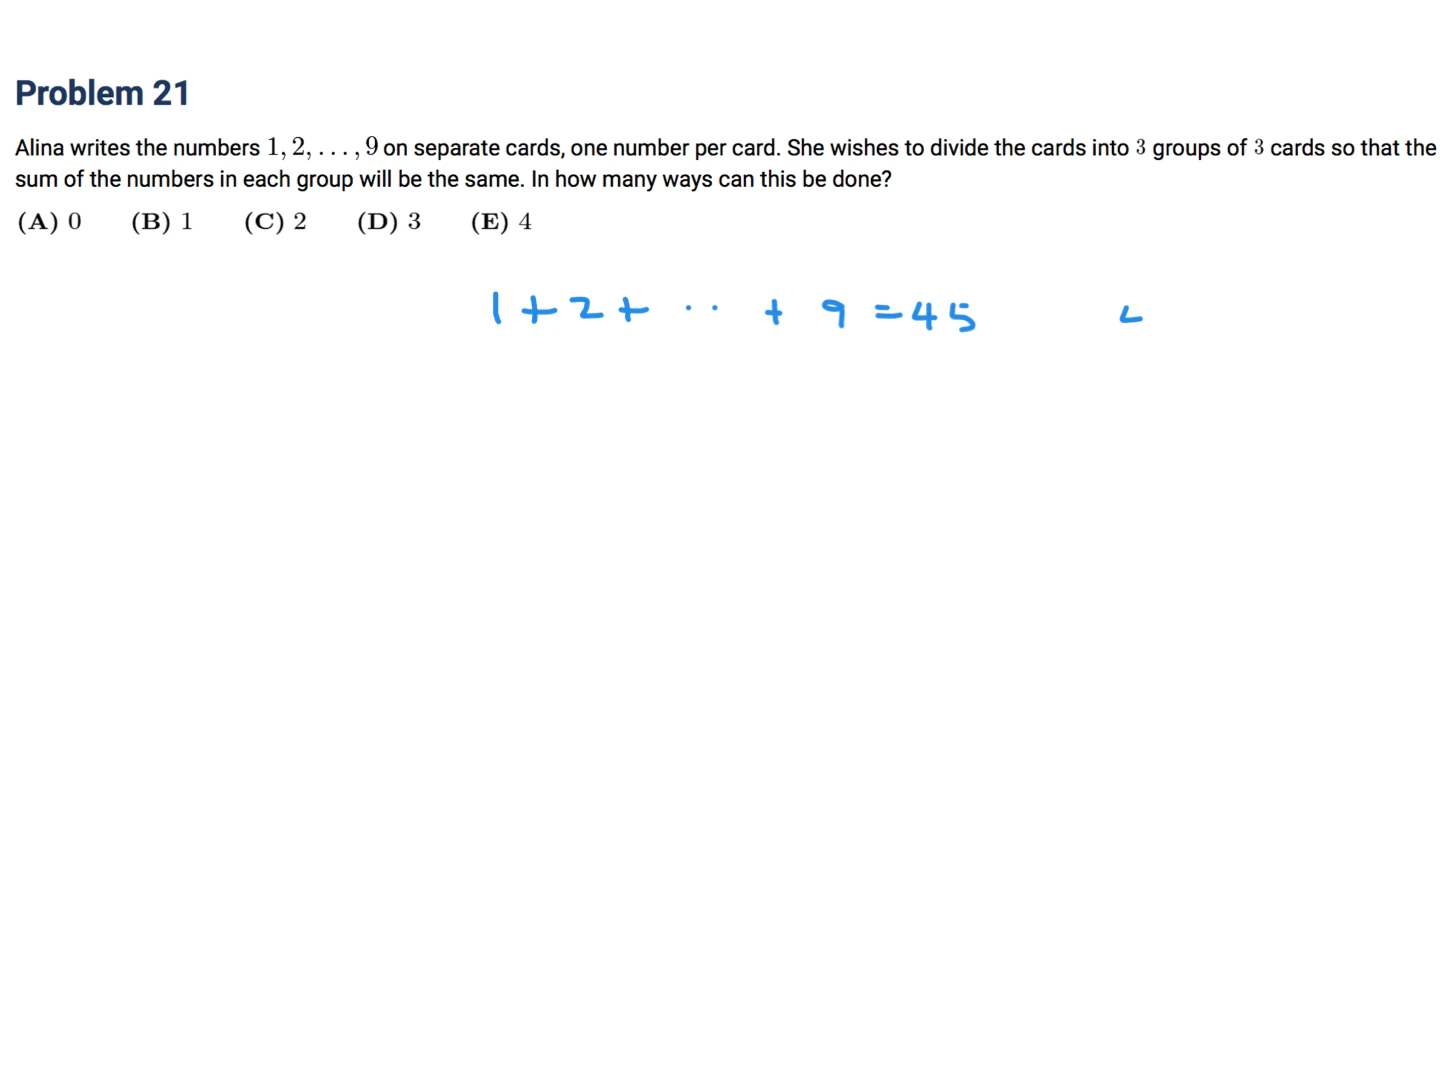 Problem 21
Alina writes the numbers 1, 2, . . . , 9 on separate cards, one number per card. She wishes to divide the cards into 3 groups of 3 cards so that the
sum of the numbers in each group will be the same. In how many ways can this be done?
(A) 0 (B) 1 (C) 2 (D) 3 (E) 4
1 + 2 + ·· + 9 = 45